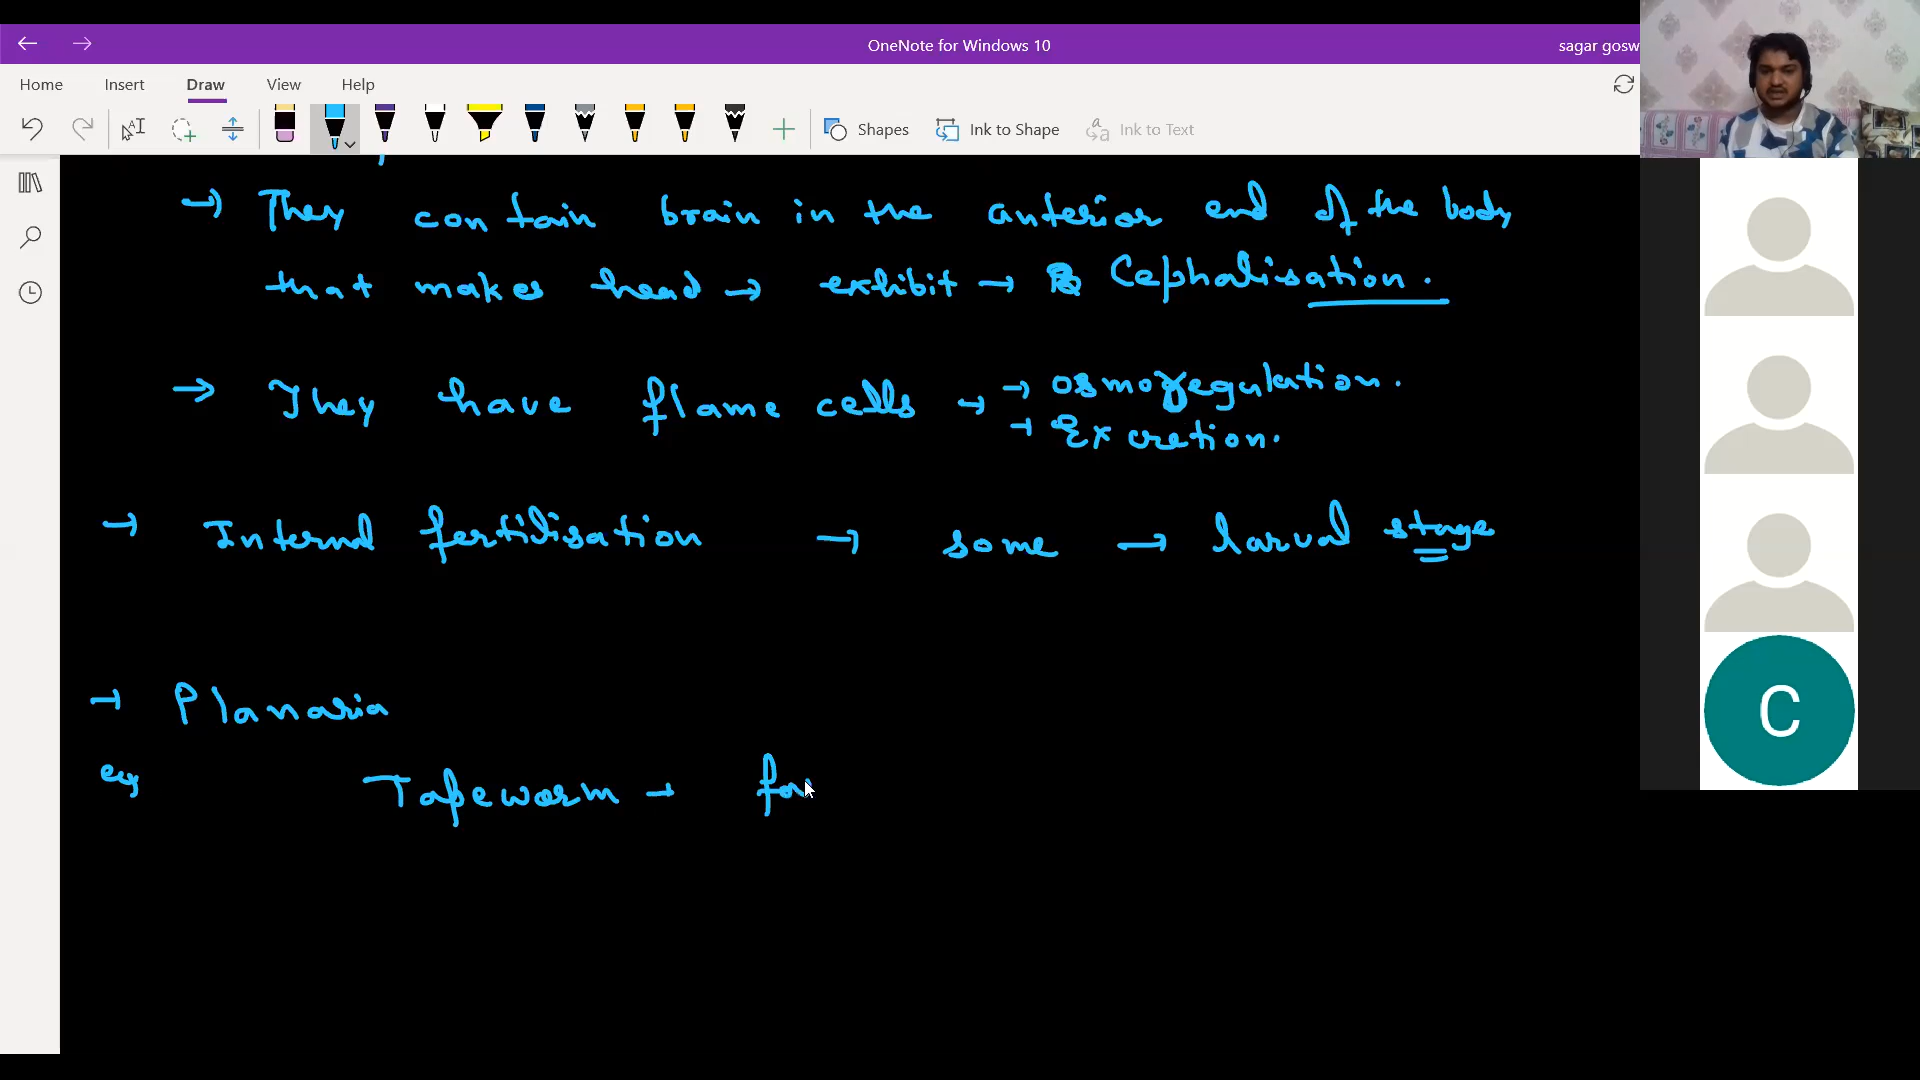 OneNote for Windows 10
sagar gosw
Home Insert Draw View Help
Shapes Ink to Shape Ink to Text
→ They contain brain in the anterior end of the body
that makes head → exhibit → Cephalisation.
→ They have flame cells → → Osmoregulation.
→ Excretion.
→ Internal fertilisation → some → larval stage
→ Planaria
eg Tapeworm →
C